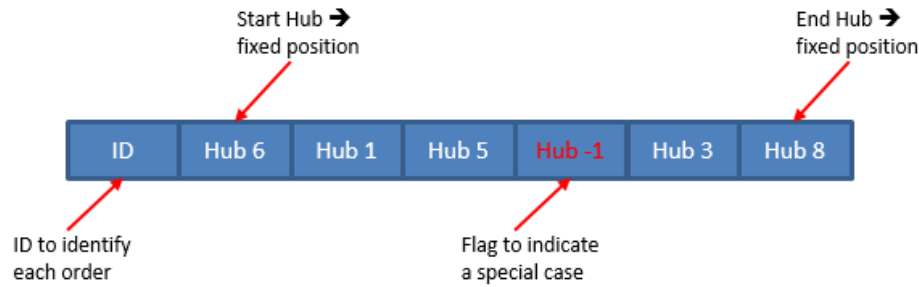 Start Hub ➔
fixed position
End Hub ➔
fixed position
ID
Hub 6
Hub 1
Hub 5
Hub -1
Hub 3
Hub 8
ID to identify
each order
Flag to indicate
a special case